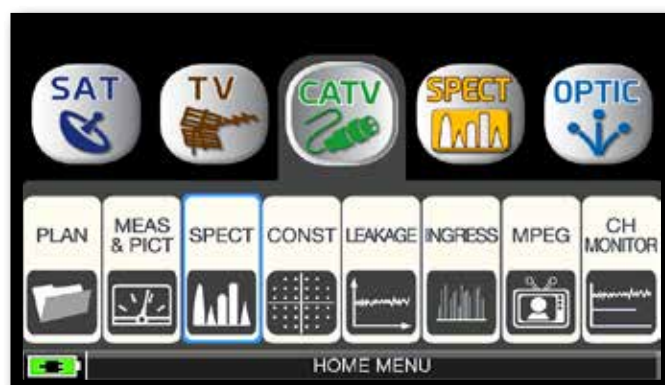 SAT
TV
CATV
SPECT
OPTIC
PLAN
MEAS
& PICT
SPECT
CONST
LEAKAGE
INGRESS
MPEG
CH
MONITOR
HOME MENU